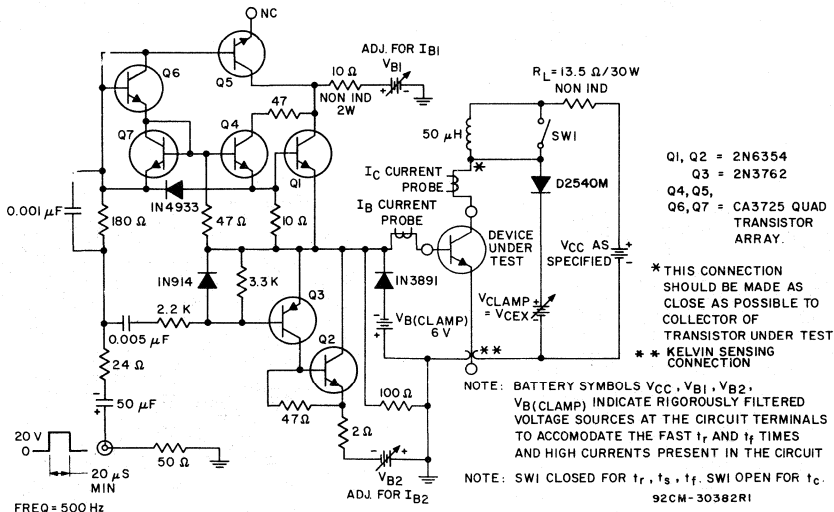 NC
ADJ. FOR IB1
VB1
+ -
Q6
Q5
10 Ω
NON IND
2W
RL = 13.5 Ω/30W
NON IND
47
50 μH
SW1
Q7
Q4
Q1
*
IC CURRENT
PROBE
D2540M
Q1, Q2 = 2N6354
Q3 = 2N3762
Q4, Q5,
Q6, Q7 = CA3725 QUAD
TRANSISTOR
ARRAY.
0.001 μF
180 Ω
IN4933
47 Ω
10 Ω
IB CURRENT
PROBE
DEVICE
UNDER
TEST
VCC AS
SPECIFIED
+
-
* THIS CONNECTION
SHOULD BE MADE AS
CLOSE AS POSSIBLE TO
COLLECTOR OF
TRANSISTOR UNDER TEST
** KELVIN SENSING
CONNECTION
IN914
3.3 K
Q3
IN3891
-
+
VB(CLAMP)
6 V
VCLAMP
= VCEX
+
-
2.2 K
0.005 μF
Q2
**
24 Ω
-
+
50 μF
47 Ω
100 Ω
2 Ω
NOTE: BATTERY SYMBOLS VCC, VB1, VB2,
VB(CLAMP) INDICATE RIGOROUSLY FILTERED
VOLTAGE SOURCES AT THE CIRCUIT TERMINALS
TO ACCOMODATE THE FAST tr AND tf TIMES
AND HIGH CURRENTS PRESENT IN THE CIRCUIT
20 V
0
20 μS
MIN
50 Ω
- +
VB2
ADJ. FOR IB2
NOTE: SW1 CLOSED FOR tr, ts, tf. SW1 OPEN FOR tc.
92CM-30382R1
FREQ = 500 Hz